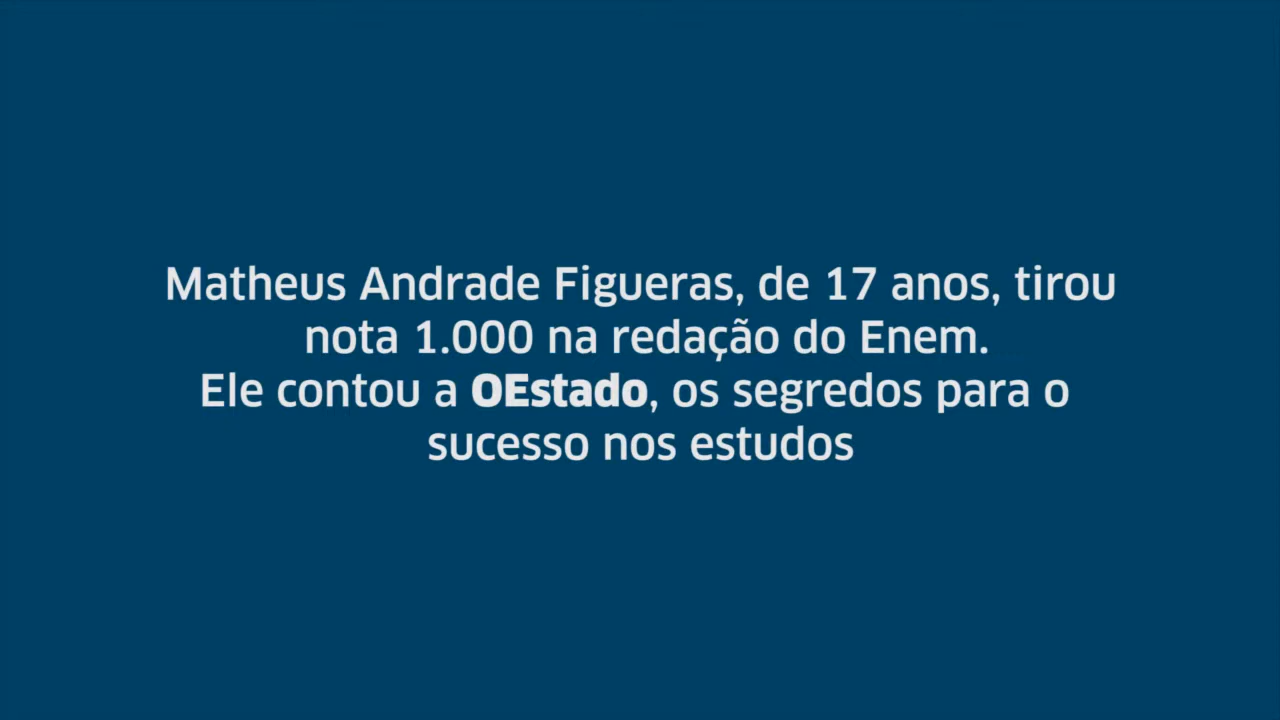 Matheus Andrade Figueras, de 17 anos, tirou
nota 1.000 na redação do Enem.
Ele contou a OEstado, os segredos para o
sucesso nos estudos